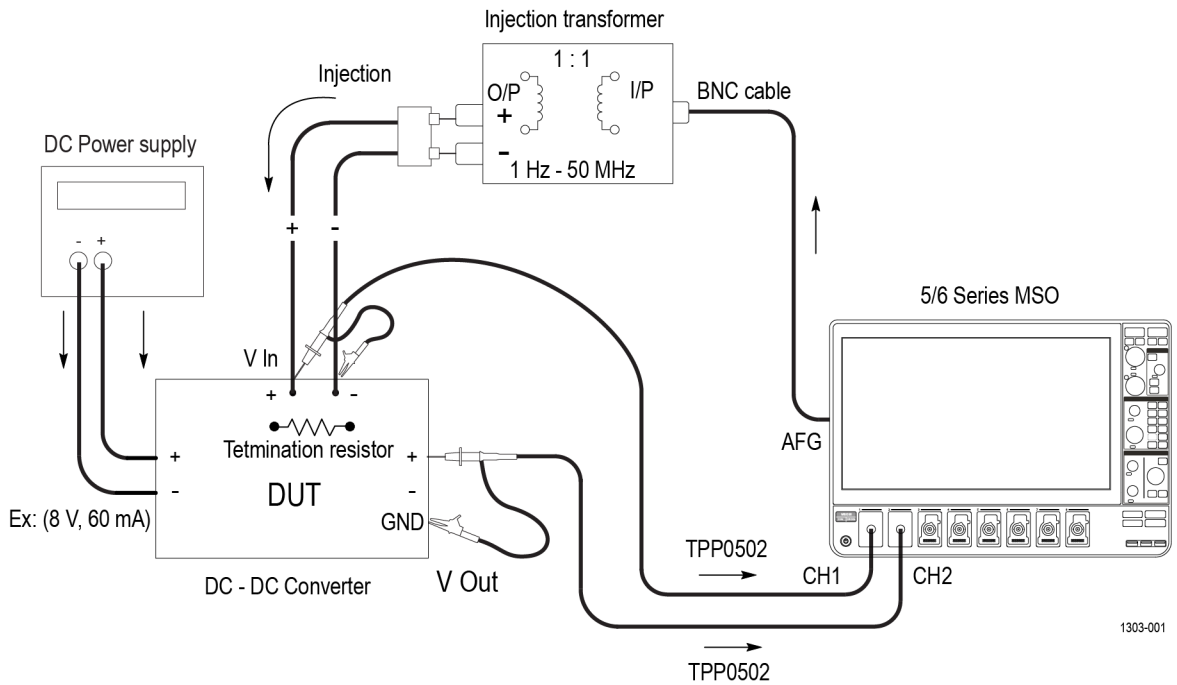 Injection transformer
1 : 1
O/P
I/P
+
-
1 Hz - 50 MHz
Injection
BNC cable
DC Power supply
- +
+ -
5/6 Series MSO
V In
+ -
Tetmination resistor
AFG
+
-
DUT
+
-
GND
Ex: (8 V, 60 mA)
DC - DC Converter
V Out
TPP0502
CH1
CH2
TPP0502
1303-001